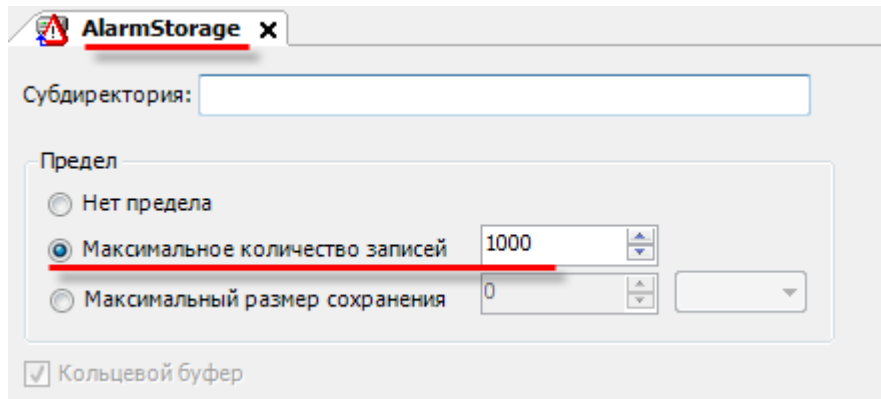 AlarmStorage
Субдиректория:
Предел
Нет предела
Максимальное количество записей 1000
Максимальный размер сохранения 0
Кольцевой буфер